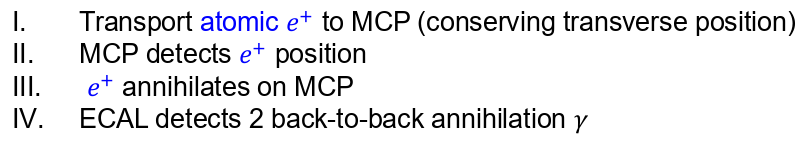 I. Transport atomic e⁺ to MCP (conserving transverse position)
II. MCP detects e⁺ position
III. e⁺ annihilates on MCP
IV. ECAL detects 2 back-to-back annihilation γ